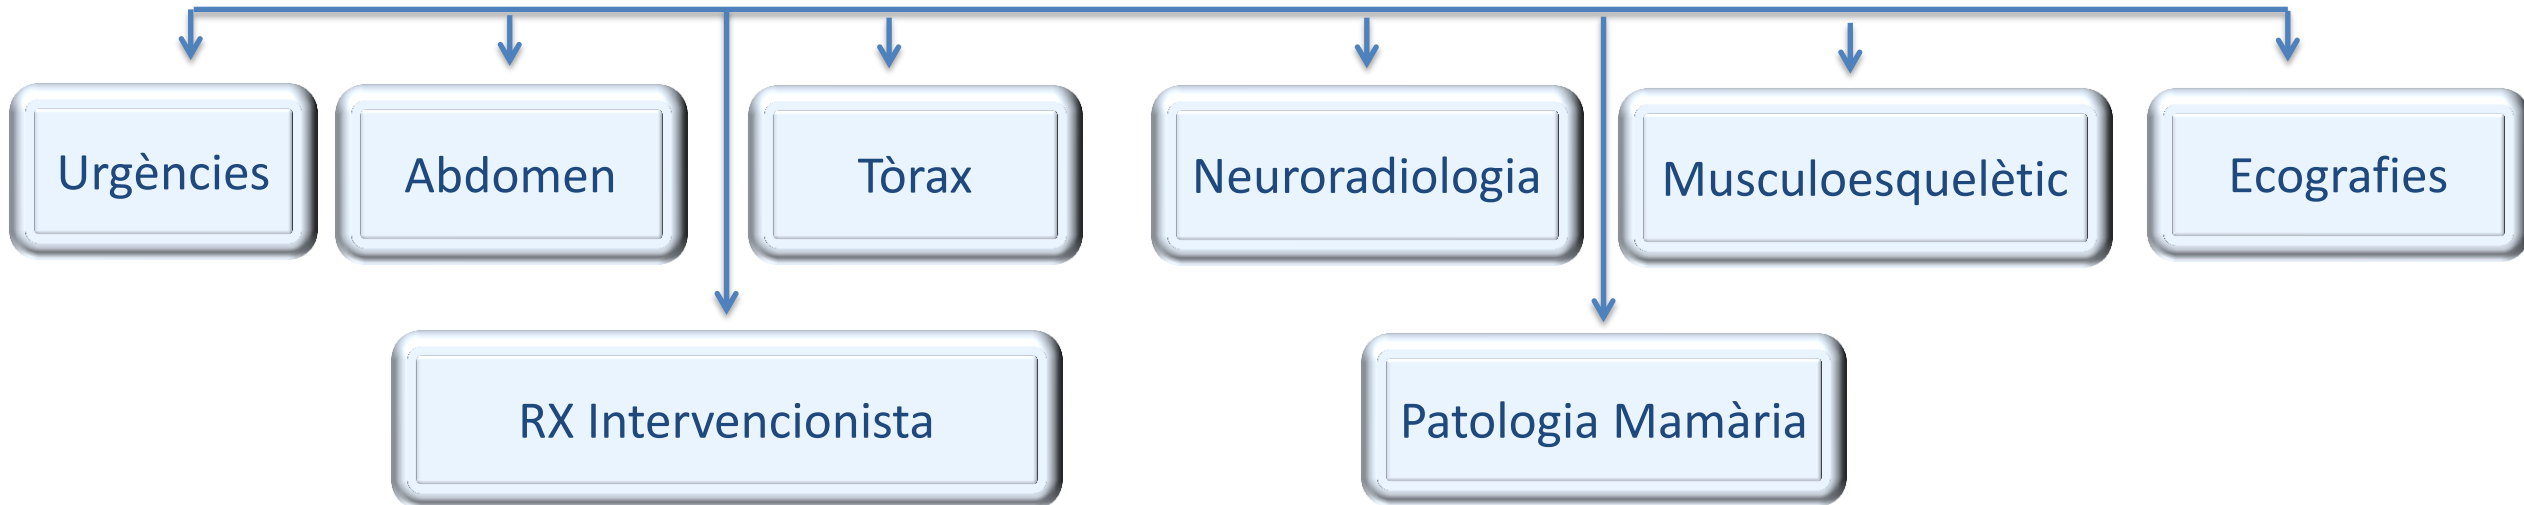 Urgències
Abdomen
Tòrax
Neuroradiologia
Musculoesquelètic
Ecografies
RX Intervencionista
Patologia Mamària